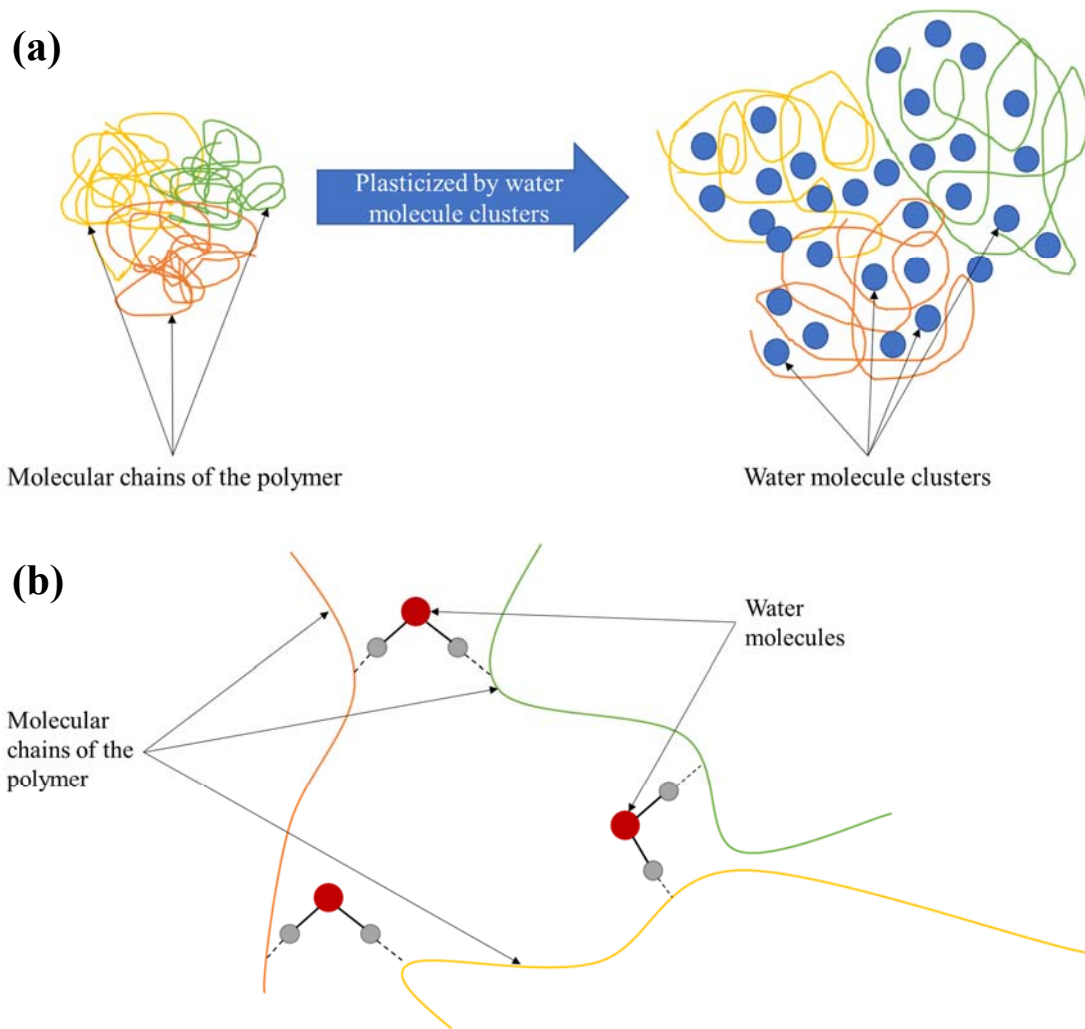 (a)
Plasticized by water
molecule clusters
Molecular chains of the polymer
Water molecule clusters
(b)
Water
molecules
Molecular
chains of the
polymer